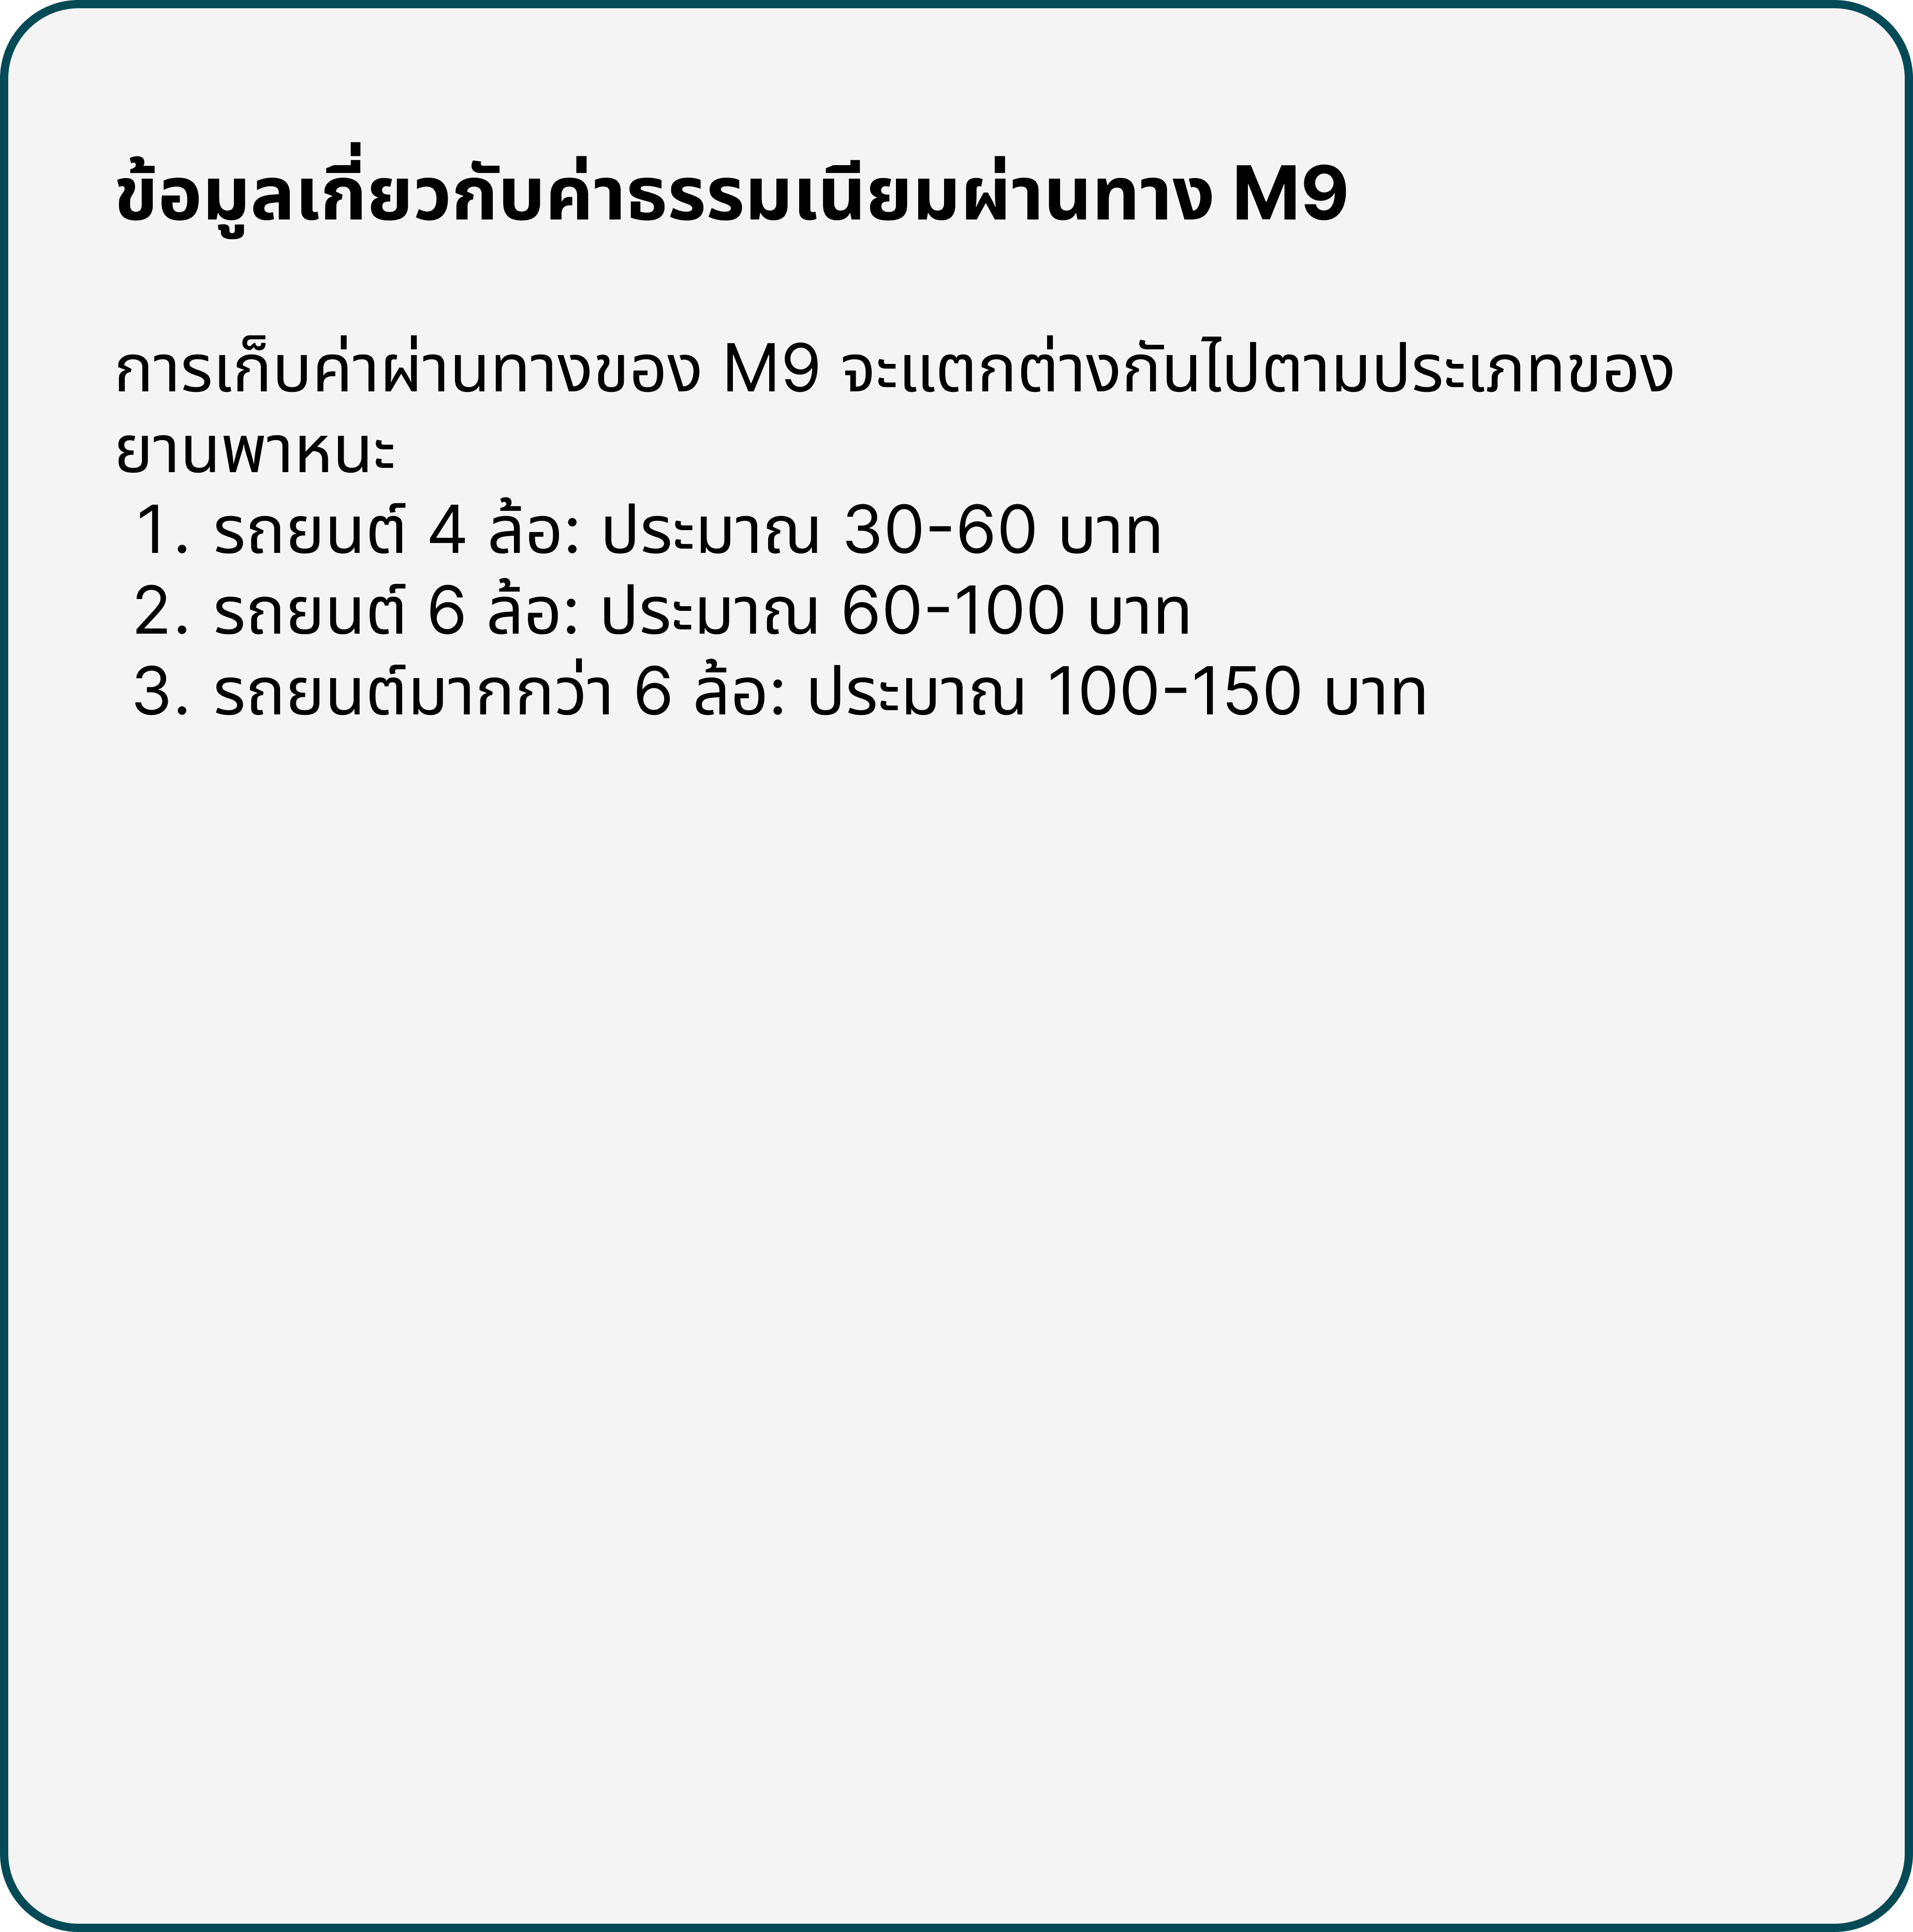 ข้อมูลเกี่ยวกับค่าธรรมเนียมผ่านทาง M9
การเก็บค่าผ่านทางของ M9 จะแตกต่างกันไปตามประเภทของ
ยานพาหนะ
1. รถยนต์ 4 ล้อ: ประมาณ 30-60 บาท
2. รถยนต์ 6 ล้อ: ประมาณ 60-100 บาท
3. รถยนต์มากกว่า 6 ล้อ: ประมาณ 100-150 บาท